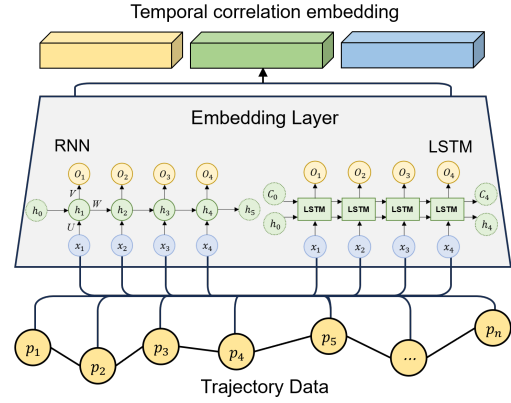 Temporal correlation embedding
Embedding Layer
RNN
LSTM
O1 O2 O3 O4 O1 O2 O3 O4
V
C0 C4
h0 h1 W h2 h3 h4 h5 LSTM LSTM LSTM LSTM
h0 h4
U
x1 x2 x3 x4 x1 x2 x3 x4
p1 p2 p3 p4 p5 ... pn
Trajectory Data